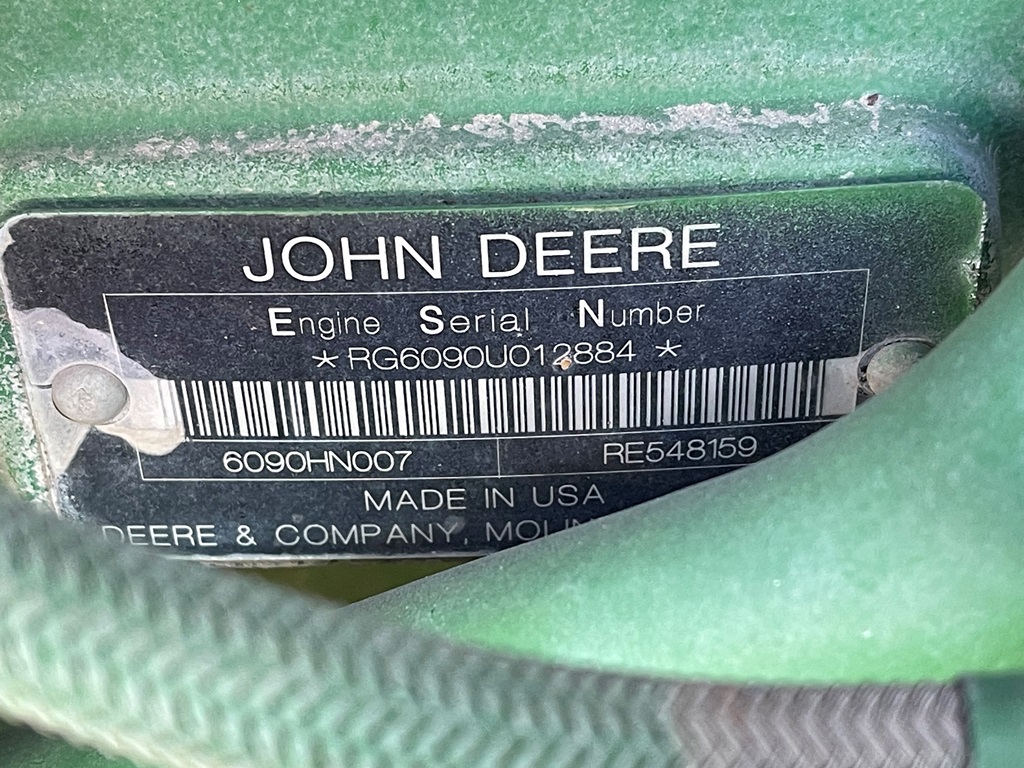 JOHN DEERE
Engine Serial Number
*RG6090U012884*
6090HN007 RE548159
MADE IN USA
DEERE & COMPANY,